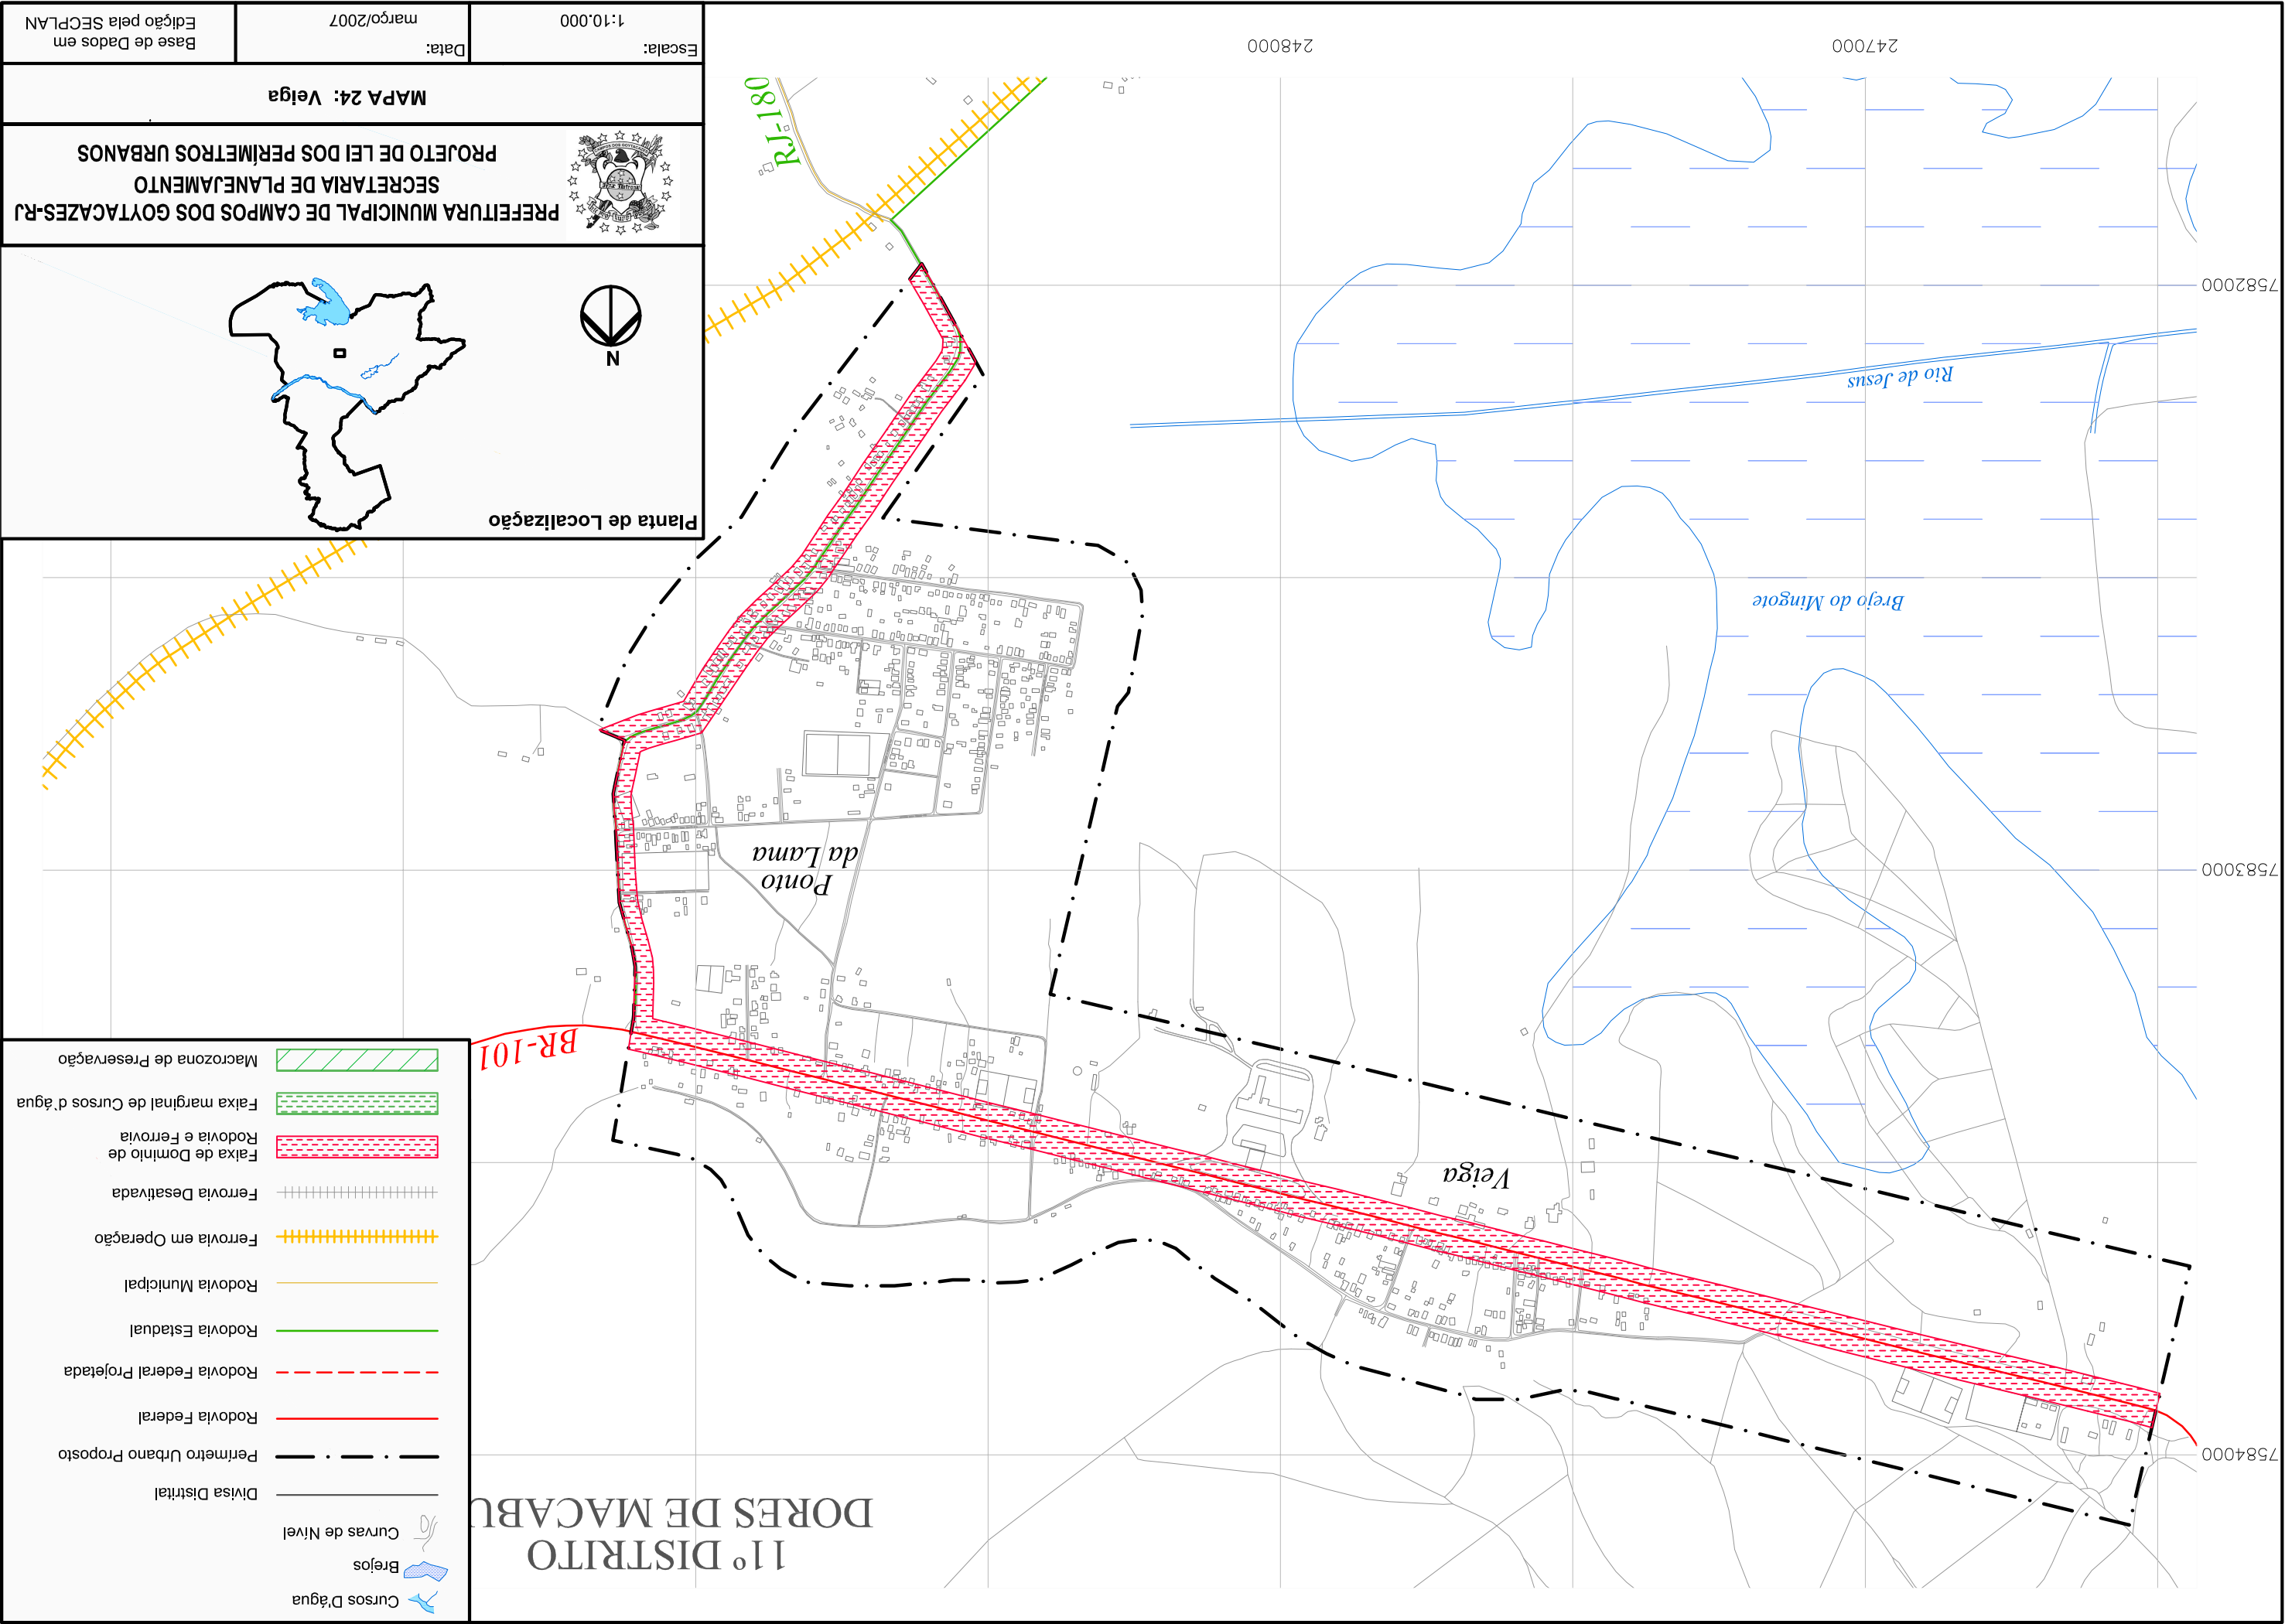 11° DISTRITO
DORES DE MACABU
7584000
7583000
7582000
247000
248000
Veiga
Ponto
da Lama
BR-101
RJ-180
Brejo do Mingote
Rio de Jesus
Cursos D'água
Brejos
Curvas de Nível
Divisa Distrital
Perímetro Urbano Proposto
Rodovia Federal
Rodovia Federal Projetada
Rodovia Estadual
Rodovia Municipal
Ferrovia em Operação
Ferrovia Desativada
Faixa de Domínio de
Rodovia e Ferrovia
Faixa marginal de Cursos d'água
Macrozona de Preservação
Planta de Localização
N
PREFEITURA MUNICIPAL DE CAMPOS DOS GOYTACAZES-RJ
SECRETARIA DE PLANEJAMENTO
PROJETO DE LEI DOS PERÍMETROS URBANOS
MAPA 24: Veiga
Escala:
1:10.000
Data:
março/2007
Base de Dados em
Edição pela SECPLAN